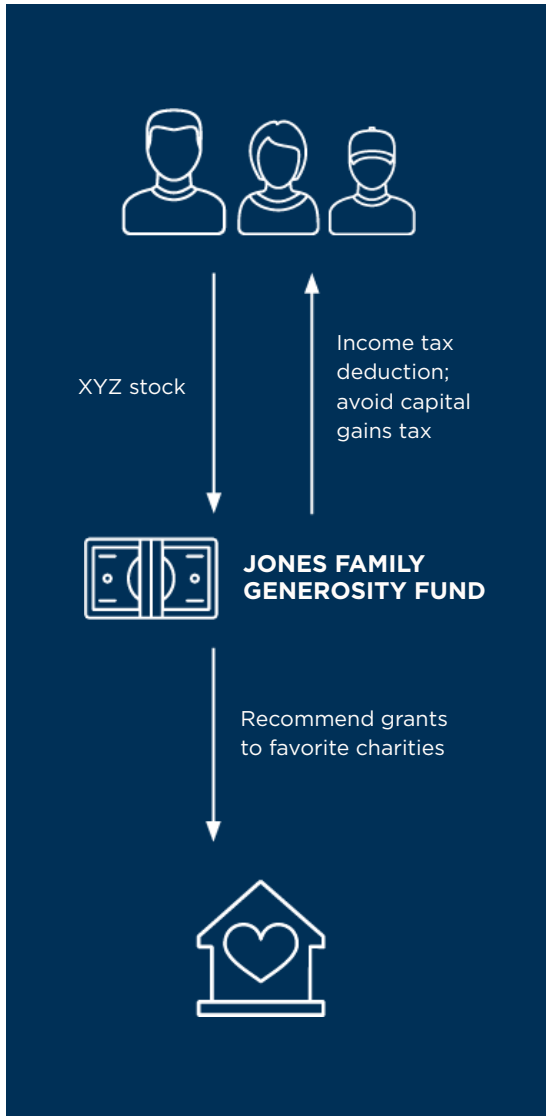 XYZ stock
Income tax
deduction;
avoid capital
gains tax
JONES FAMILY
GENEROSITY FUND
Recommend grants
to favorite charities